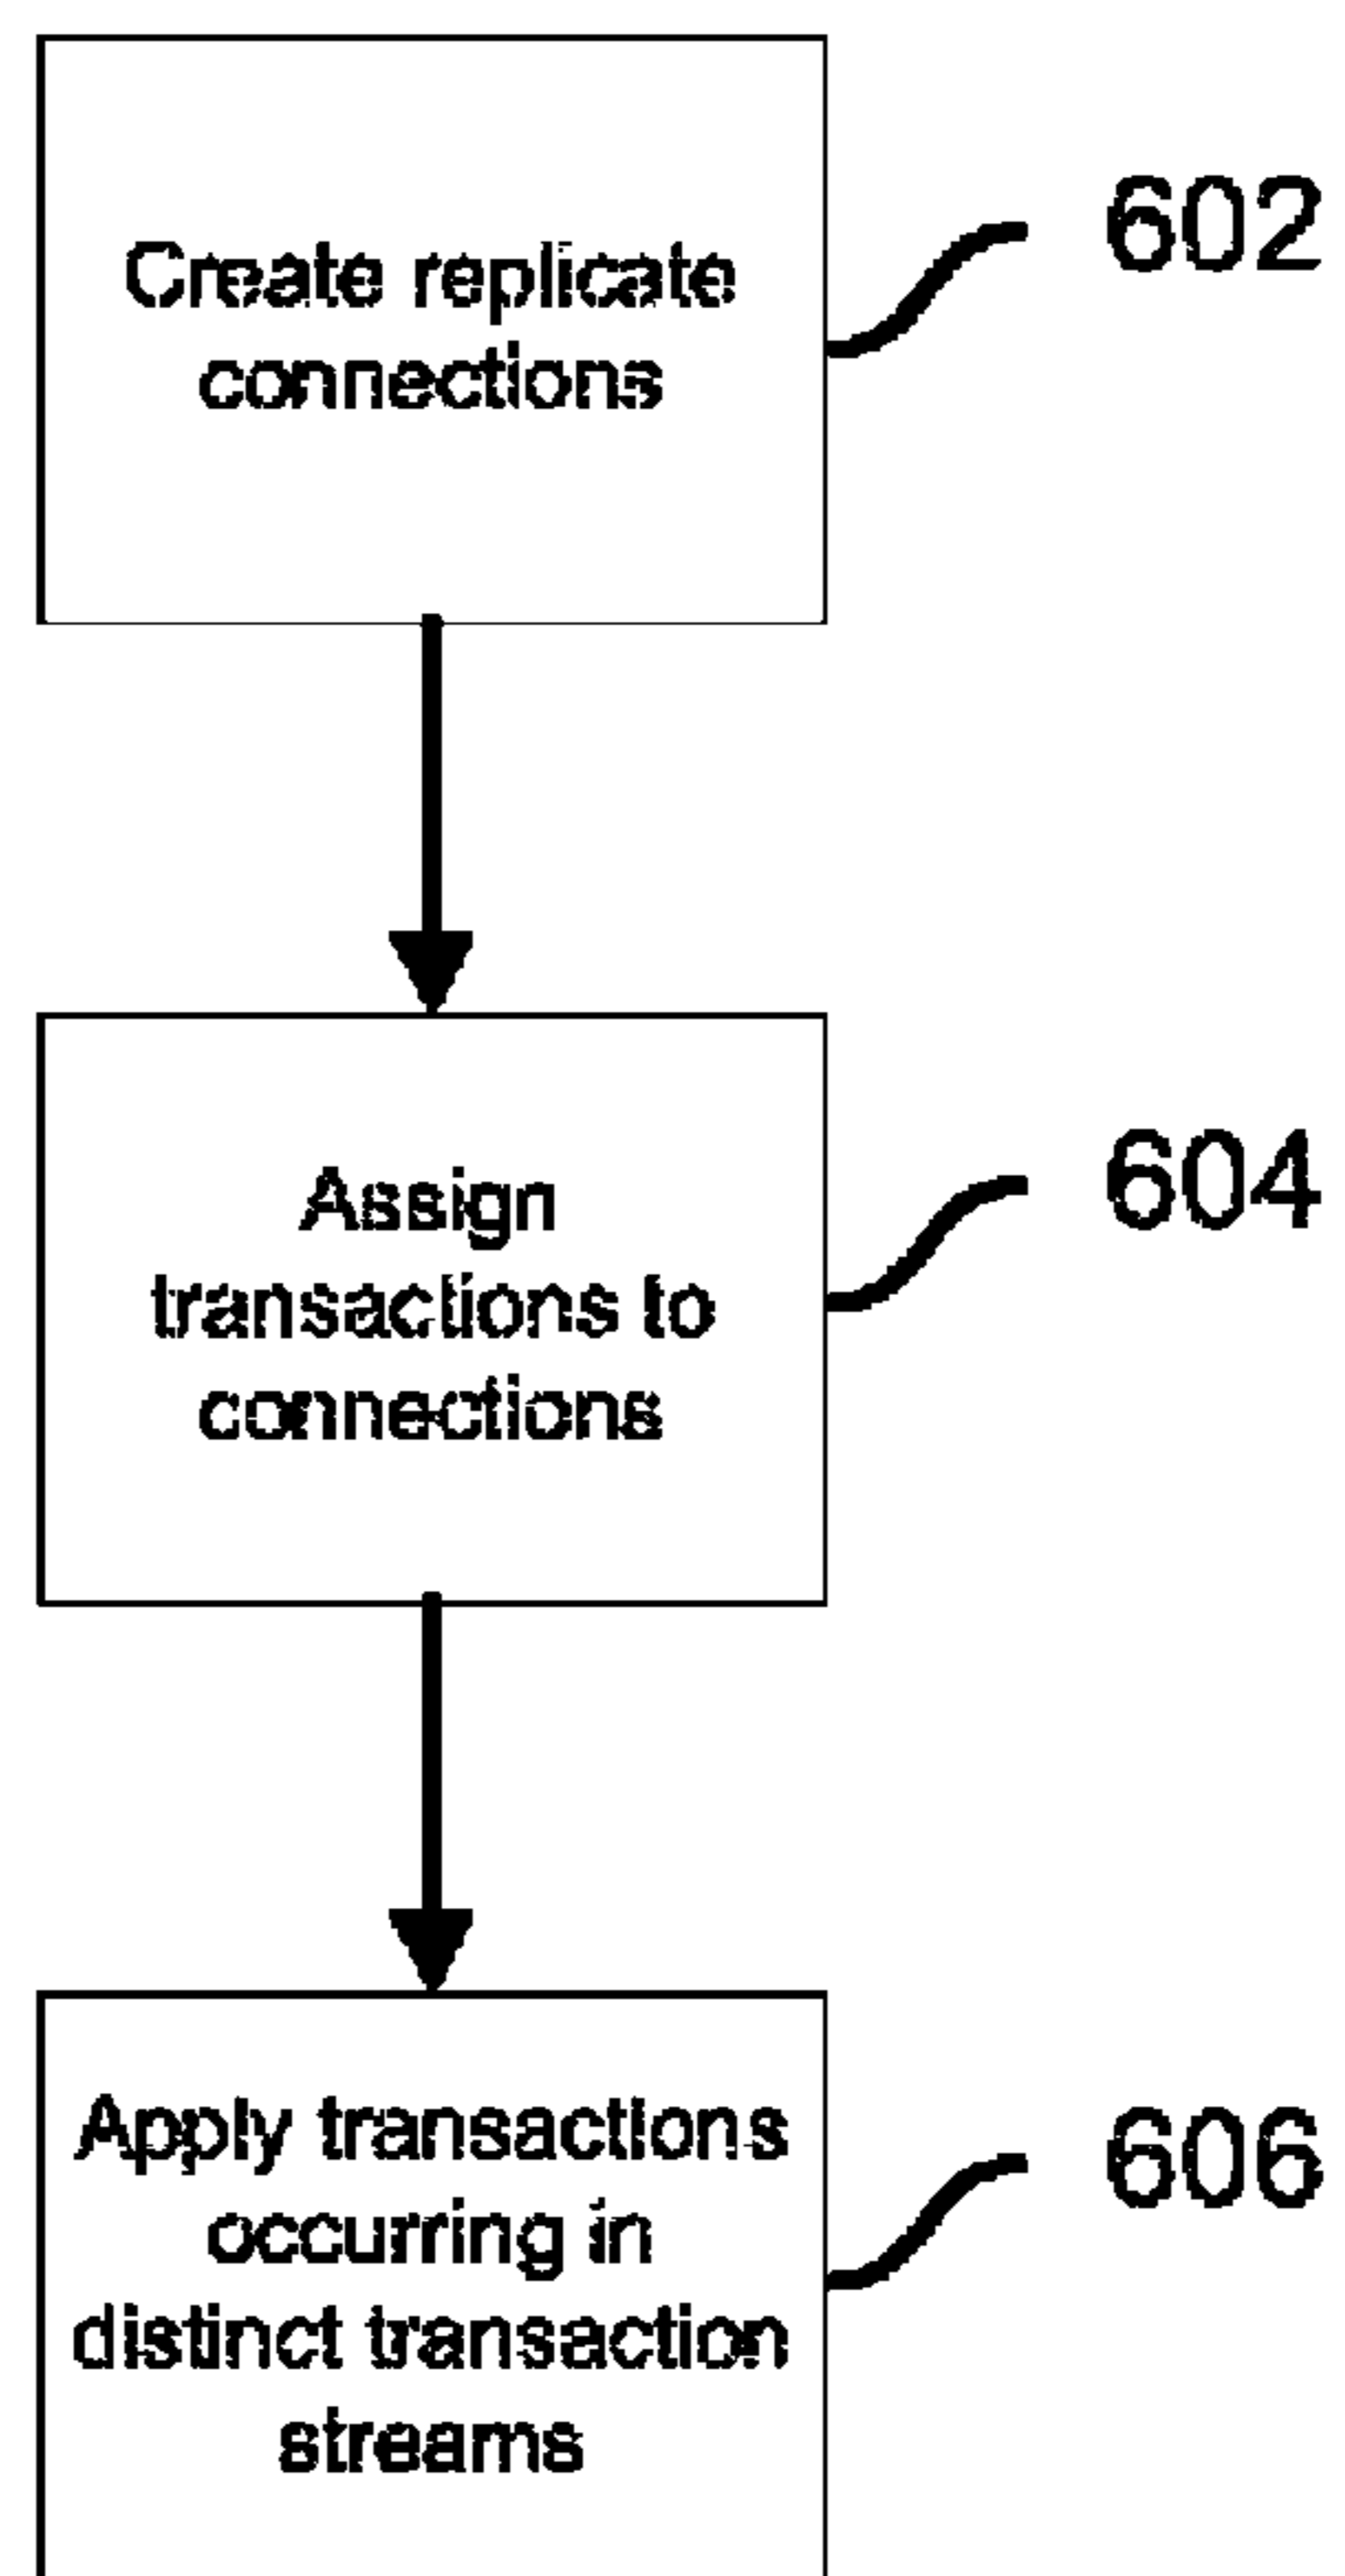 Create replicate
connections
602
Assign
transactions to
connections
604
Apply transactions
occurring in
distinct transaction
streams
606